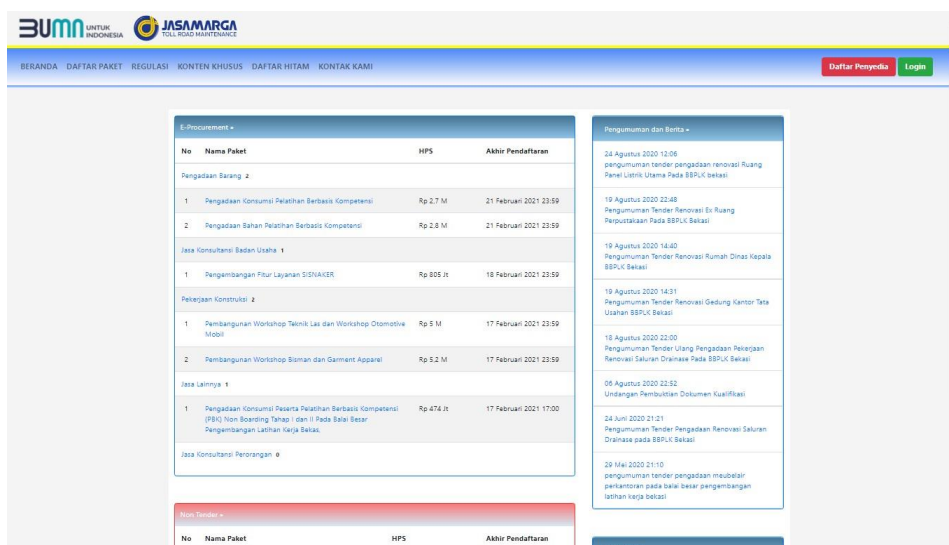 BUMN UNTUK INDONESIA
JASAMARGA
TOLL ROAD MAINTENANCE
BERANDA DAFTAR PAKET REGULASI KONTEN KHUSUS DAFTAR HITAM KONTAK KAMI
Daftar Penyedia Login
E-Procurement
No Nama Paket HPS Akhir Pendaftaran
Pengadaan Barang 2
1 Pengadaan Konsumsi Pelatihan Berbasis Kompetensi Rp 2,7 M 21 Februari 2021 23:59
2 Pengadaan Bahan Pelatihan Berbasis Kompetensi Rp 2,8 M 21 Februari 2021 23:59
Jasa Konsultansi Badan Usaha 1
1 Pengembangan Fitur Layanan SISNAKER Rp 805 Jt 18 Februari 2021 23:59
Pekerjaan Konstruksi 2
1 Pembangunan Workshop Teknik Las dan Workshop Otomotive Rp 5 M 17 Februari 2021 23:59
Mobil
2 Pembangunan Workshop Bisman dan Garment Apparel Rp 5,2 M 17 Februari 2021 23:59
Jasa Lainnya 1
1 Pengadaan Konsumsi Peserta Pelatihan Berbasis Kompetensi Rp 474 Jt 17 Februari 2021 17:00
(PBK) Non Boarding Tahap I dan II Pada Balai Besar
Pengembangan Latihan Kerja Bekas.
Jasa Konsultansi Perorangan 0
Non Tender
No Nama Paket HPS Akhir Pendaftaran
Pengumuman dan Berita
24 Agustus 2020 12:06
pengumuman tender pengadaan renovasi Ruang
Panel Listrik Utama Pada BBPLK bekasi
19 Agustus 2020 22:48
Pengumuman Tender Renovasi Ex Ruang
Perpustakaan Pada BBPLK Bekasi
19 Agustus 2020 14:40
Pengumuman Tender Renovasi Rumah Dinas Kepala
BBPLK Bekasi
19 Agustus 2020 14:31
Pengumuman Tender Renovasi Gedung Kantor Tata
Usahan BBPLK Bekasi
18 Agustus 2020 22:00
Pengumuman Tender Ulang Pengadaan Pekerjaan
Renovasi Saluran Drainase Pada BBPLK Bekasi
06 Agustus 2020 22:52
Undangan Pembuktian Dokumen Kualifikasi
24 Juni 2020 21:21
Pengumuman Tender Pengadaan Renovasi Saluran
Drainase pada BBPLK Bekasi
29 Mei 2020 21:10
pengumuman tender pengadaan meubelair
perkantoran pada balai besar pengembangan
latihan kerja bekasi